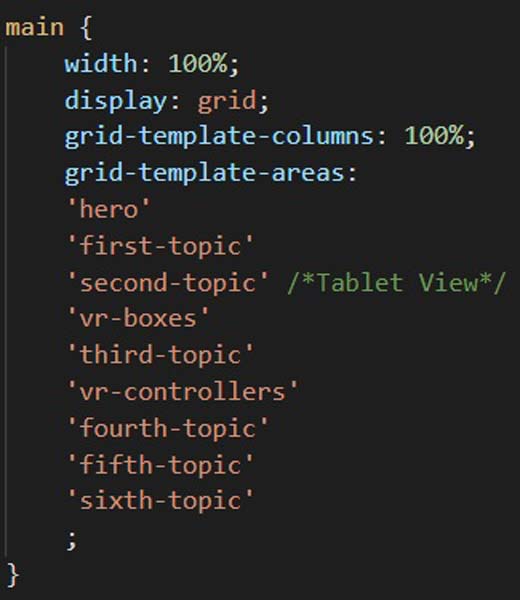 main {
width: 100%;
display: grid;
grid-template-columns: 100%;
grid-template-areas:
'hero'
'first-topic'
'second-topic' /*Tablet View*/
'vr-boxes'
'third-topic'
'vr-controllers'
'fourth-topic'
'fifth-topic'
'sixth-topic'
;
}